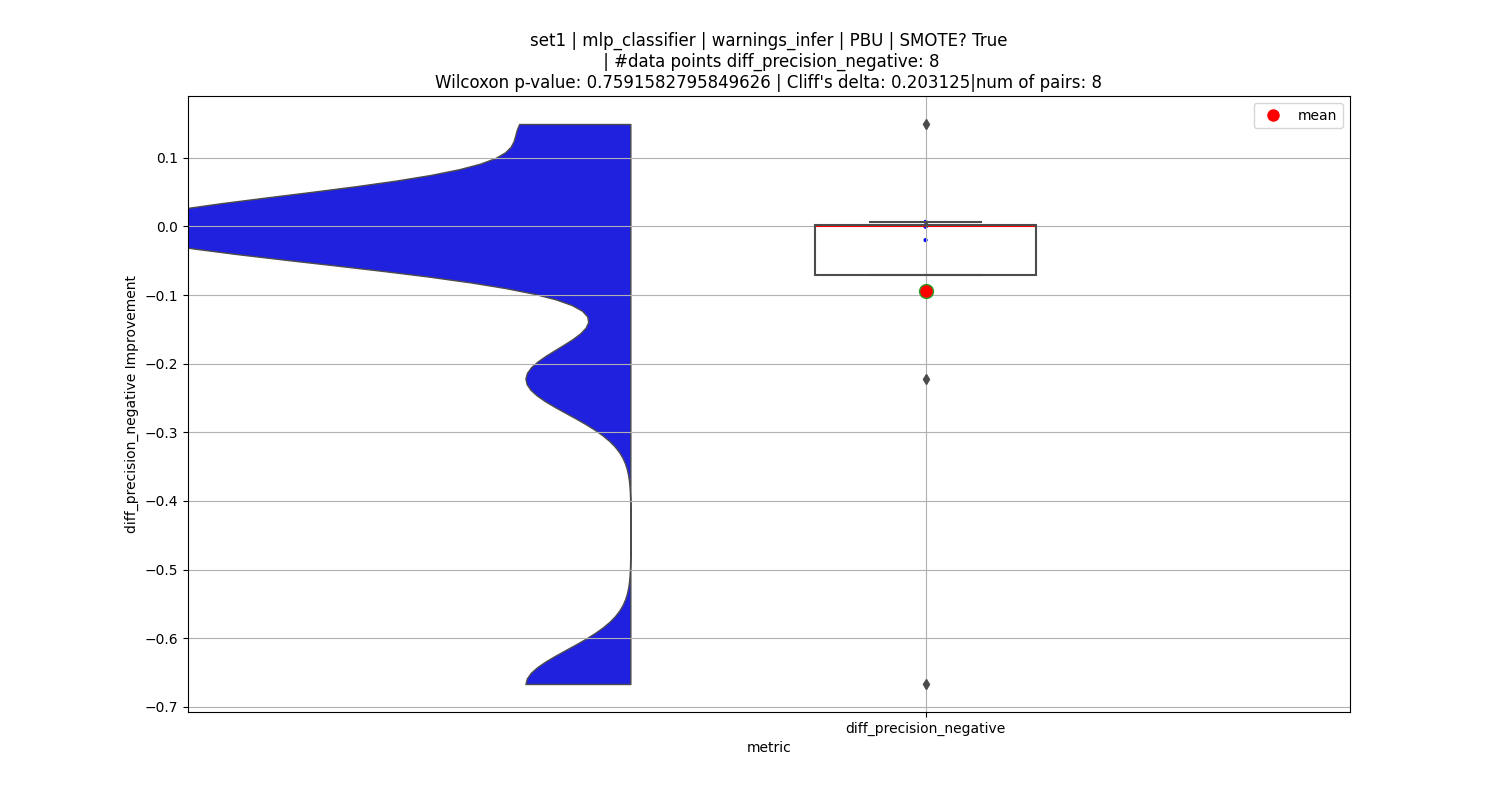 set1 | mlp_classifier | warnings_infer | PBU | SMOTE? True
| #data points diff_precision_negative: 8
Wilcoxon p-value: 0.7591582795849626 | Cliff's delta: 0.203125|num of pairs: 8
mean
0.1
0.0
−0.1
−0.2
−0.3
−0.4
−0.5
−0.6
−0.7
diff_precision_negative Improvement
diff_precision_negative
metric